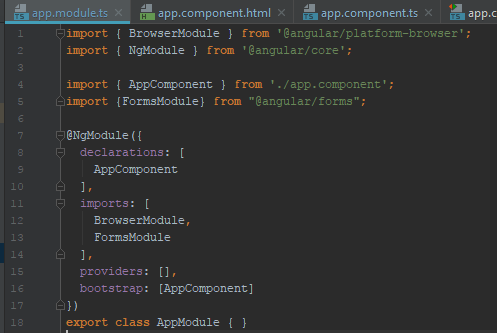 app.module.ts app.component.html app.component.ts app.c
1 import { BrowserModule } from '@angular/platform-browser';
2 import { NgModule } from '@angular/core';
3
4 import { AppComponent } from './app.component';
5 import {FormsModule} from "@angular/forms";
6
7 @NgModule({
8 declarations: [
9 AppComponent
10 ],
11 imports: [
12 BrowserModule,
13 FormsModule
14 ],
15 providers: [],
16 bootstrap: [AppComponent]
17 })
18 export class AppModule { }